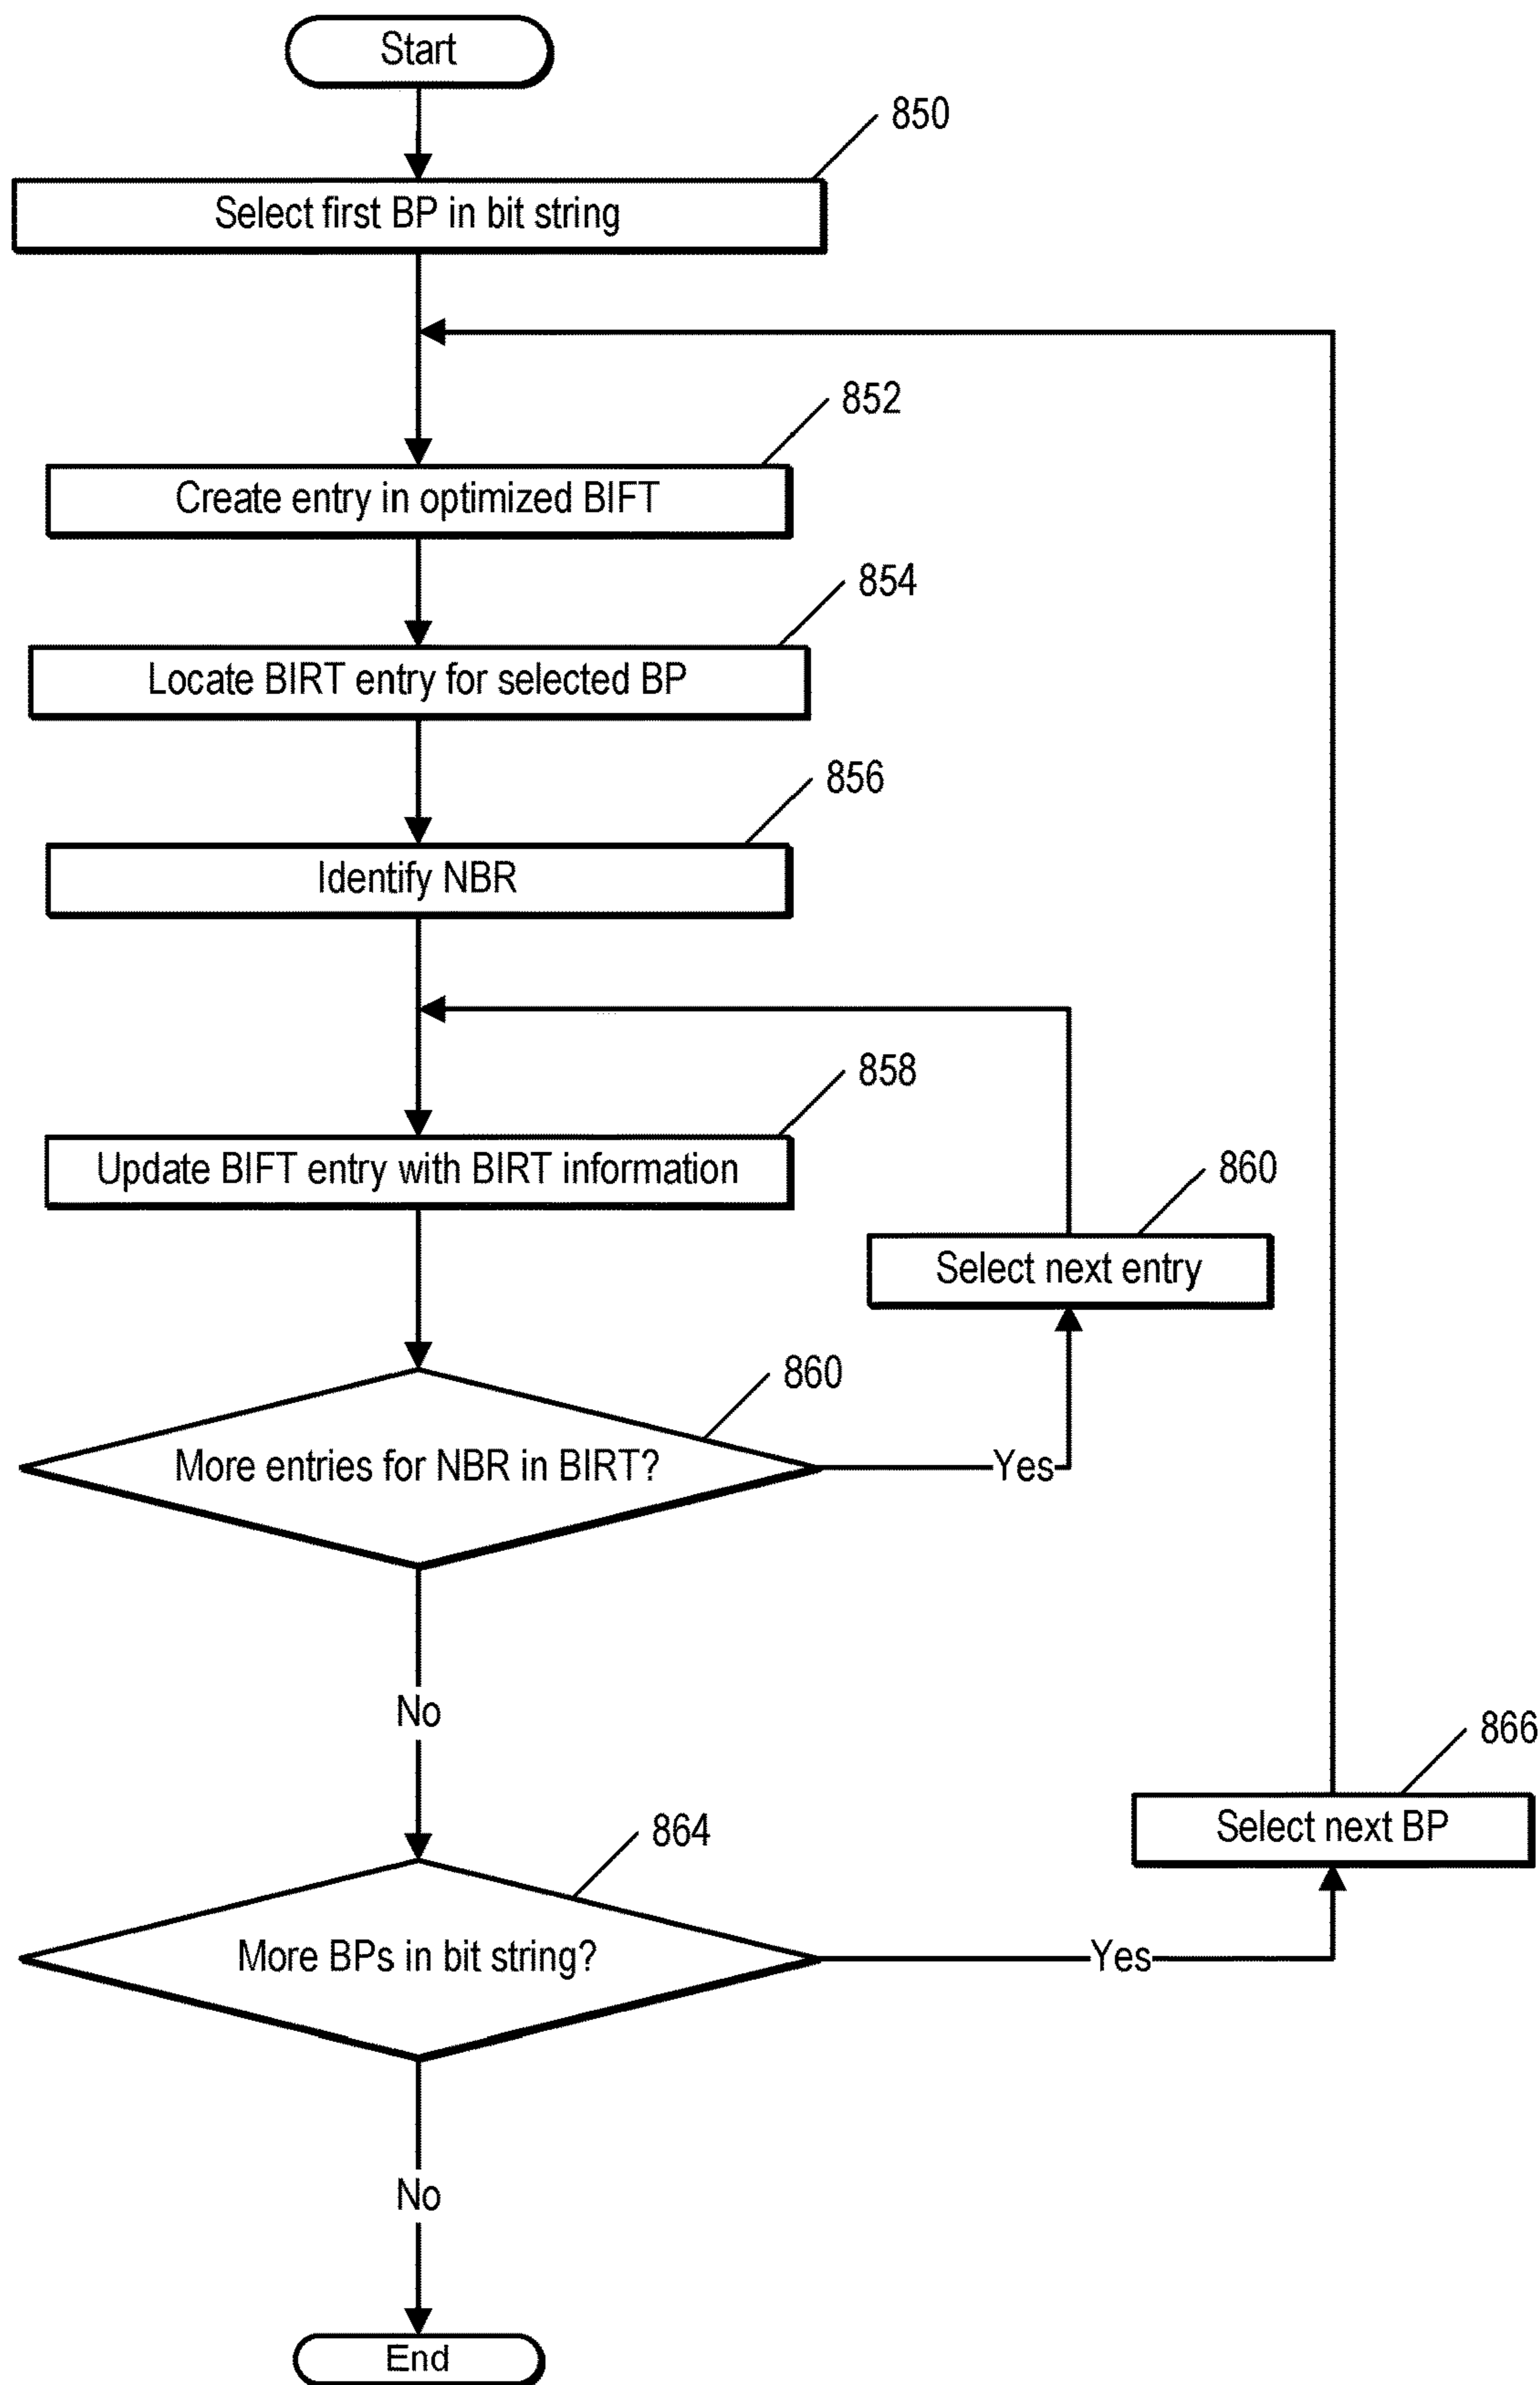 Start
850
Select first BP in bit string
852
Create entry in optimized BIFT
854
Locate BIRT entry for selected BP
856
Identify NBR
858
Update BIFT entry with BIRT information
860
Select next entry
860
More entries for NBR in BIRT?
Yes
No
866
Select next BP
864
More BPs in bit string?
Yes
No
End